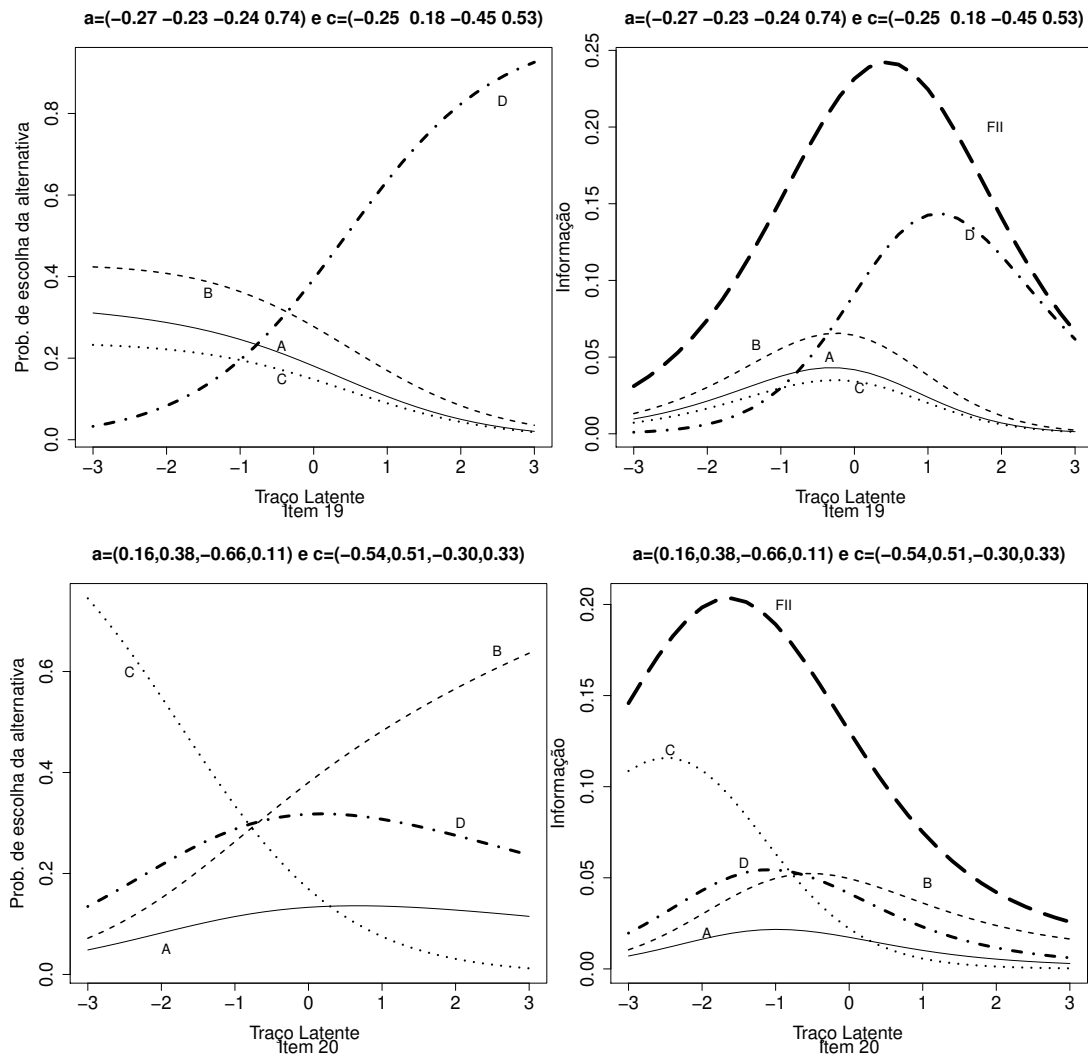 a=(−0.27 −0.23 −0.24 0.74) e c=(−0.25 0.18 −0.45 0.53)
Prob. de escolha da alternativa
0.0 0.2 0.4 0.6 0.8
D
B
A
C
−3 −2 −1 0 1 2 3
Traço Latente
Item 19
a=(−0.27 −0.23 −0.24 0.74) e c=(−0.25 0.18 −0.45 0.53)
Informação
0.00 0.05 0.10 0.15 0.20 0.25
FII
D
B
A
C
−3 −2 −1 0 1 2 3
Traço Latente
Item 19
a=(0.16,0.38,−0.66,0.11) e c=(−0.54,0.51,−0.30,0.33)
Prob. de escolha da alternativa
0.0 0.2 0.4 0.6
C
B
D
A
−3 −2 −1 0 1 2 3
Traço Latente
Item 20
a=(0.16,0.38,−0.66,0.11) e c=(−0.54,0.51,−0.30,0.33)
Informação
0.00 0.05 0.10 0.15 0.20
FII
C
D
B
A
−3 −2 −1 0 1 2 3
Traço Latente
Item 20